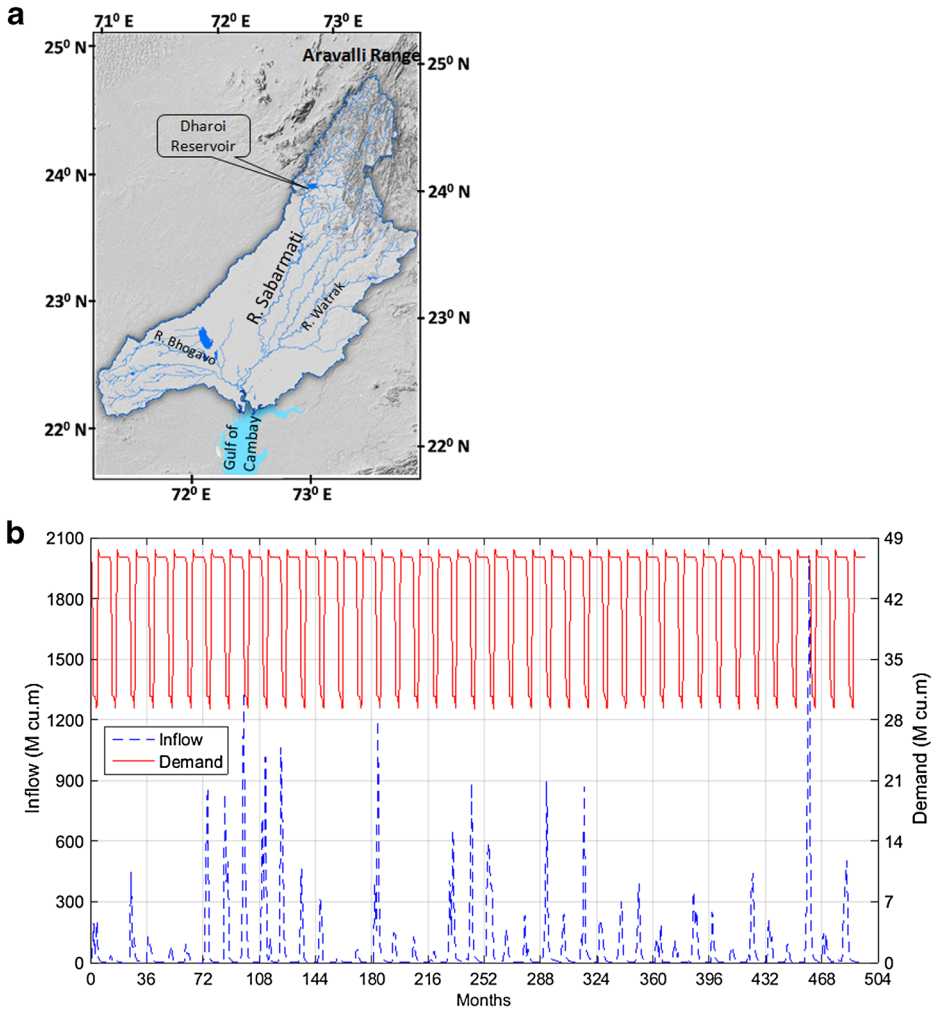 a
71⁰ E 72⁰ E 73⁰ E
25⁰ N
Aravalli Range
25⁰ N
Dharoi
Reservoir
24⁰ N
24⁰ N
R. Sabarmati
R. Watrak
23⁰ N
23⁰ N
R. Bhogavo
22⁰ N
22⁰ N
Gulf of
Cambay
72⁰ E 73⁰ E
b
2100
1800
1500
1200
900
600
300
0
Inflow (M cu.m)
Inflow
Demand
49
42
35
28
21
14
7
0
Demand (M cu.m)
0 36 72 108 144 180 216 252 288 324 360 396 432 468 504
Months